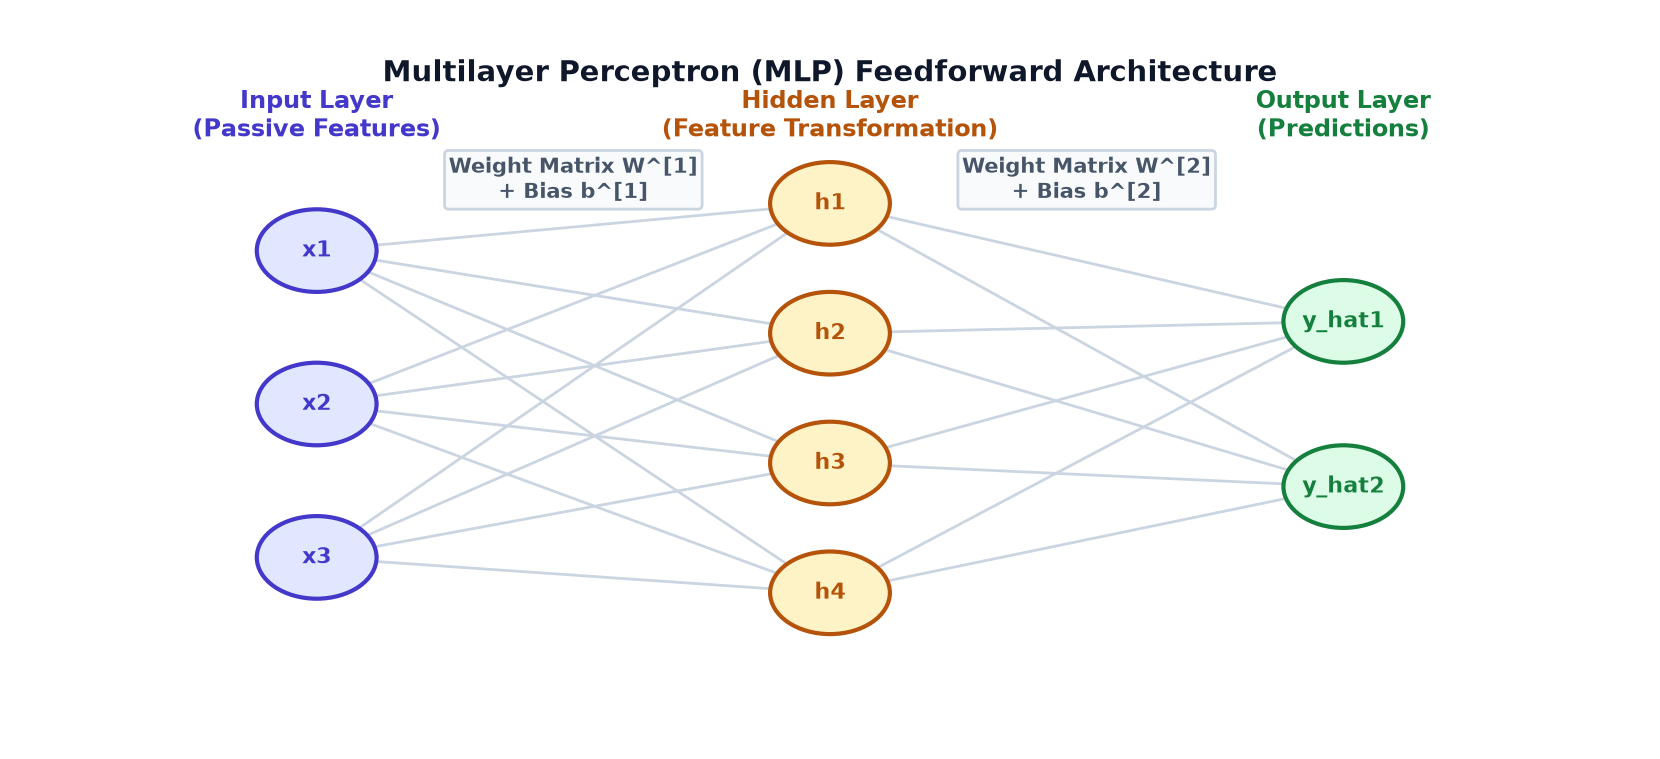 Multilayer Perceptron (MLP) Feedforward Architecture
Input Layer
(Passive Features)
Hidden Layer
(Feature Transformation)
Output Layer
(Predictions)
Weight Matrix W^[1]
+ Bias b^[1]
Weight Matrix W^[2]
+ Bias b^[2]
x1
x2
x3
h1
h2
h3
h4
y_hat1
y_hat2